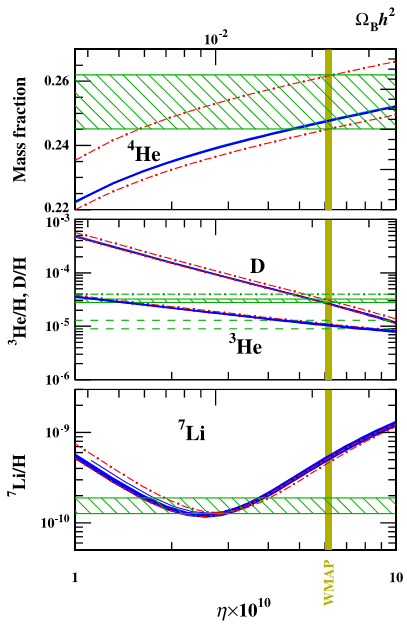 Ω_B h²
10⁻²
Mass fraction
0.26
0.24
0.22
⁴He
³He/H, D/H
10⁻³
10⁻⁴
10⁻⁵
10⁻⁶
D
³He
⁷Li/H
10⁻⁹
10⁻¹⁰
⁷Li
1
10
WMAP
η×10¹⁰